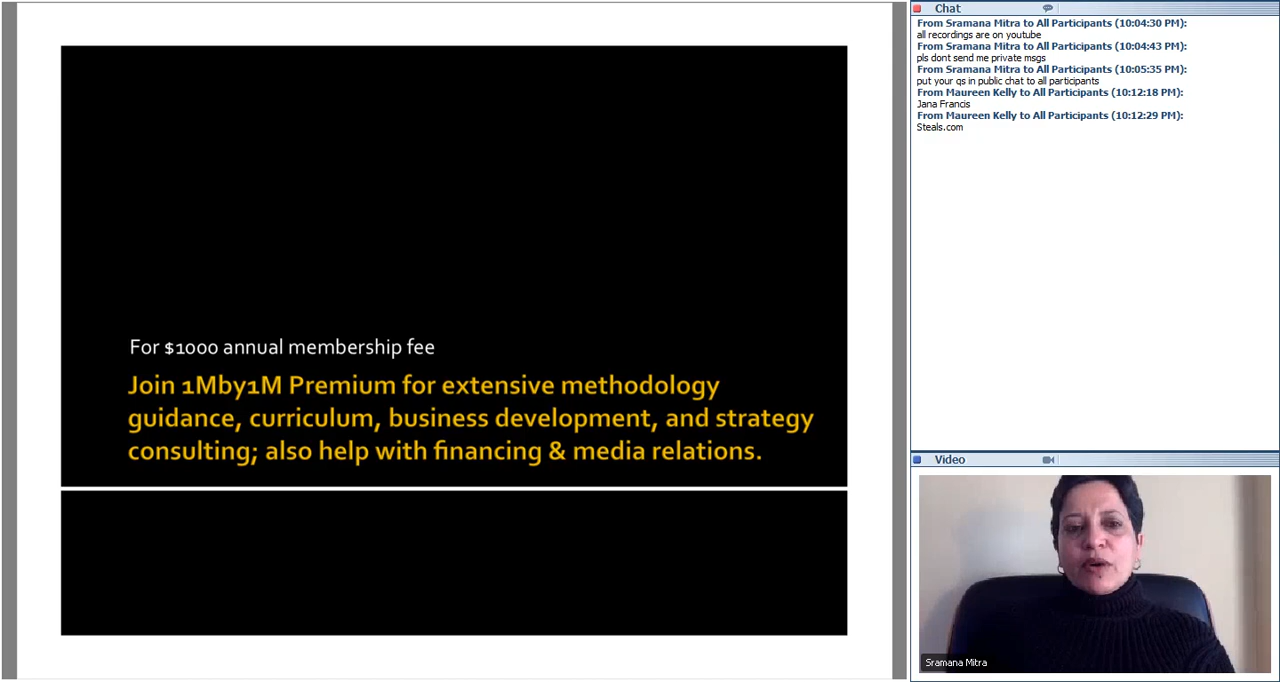 For $1000 annual membership fee
Join 1Mby1M Premium for extensive methodology
guidance, curriculum, business development, and strategy
consulting; also help with financing & media relations.
Chat
From Sramana Mitra to All Participants (10:04:30 PM):
all recordings are on youtube
From Sramana Mitra to All Participants (10:04:43 PM):
pls dont send me private msgs
From Sramana Mitra to All Participants (10:05:35 PM):
put your qs in public chat to all participants
From Maureen Kelly to All Participants (10:12:18 PM):
Jana Francis
From Maureen Kelly to All Participants (10:12:29 PM):
Steals.com
Video
Sramana Mitra